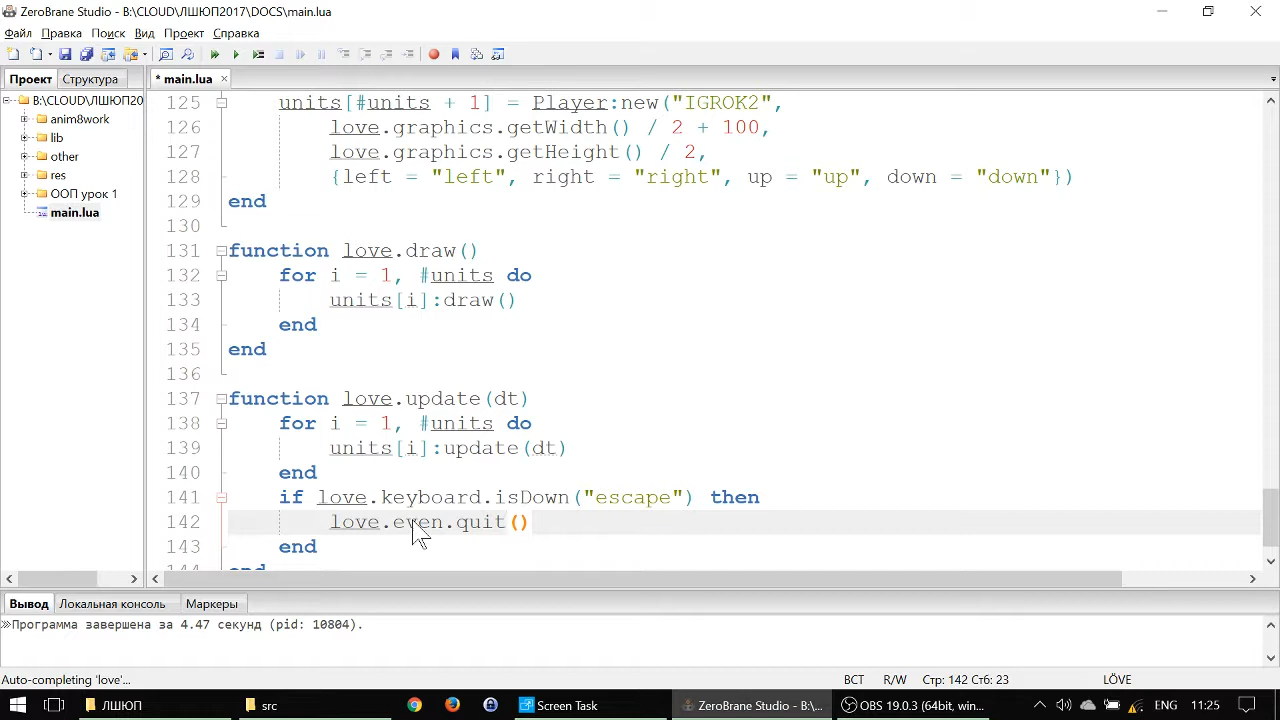 ZeroBrane Studio - B:\CLOUD\ЛШЮП2017\DOCS\main.lua
Файл Правка Поиск Вид Проект Справка
Проект Структура
* main.lua
B:\CLOUD\ЛШЮП20
anim8work
lib
other
res
ООП урок 1
main.lua
125 units[#units + 1] = Player:new("IGROK2",
126 love.graphics.getWidth() / 2 + 100,
127 love.graphics.getHeight() / 2,
128 {left = "left", right = "right", up = "up", down = "down"})
129 end
130
131 function love.draw()
132 for i = 1, #units do
133 units[i]:draw()
134 end
135 end
136
137 function love.update(dt)
138 for i = 1, #units do
139 units[i]:update(dt)
140 end
141 if love.keyboard.isDown("escape") then
142 love.even.quit()
143 end
144 end
Вывод Локальная консоль Маркеры
Программа завершена за 4.47 секунд (pid: 10804).
Auto-completing 'love'... ВСТ R/W Стр: 142 Стб: 23 LÖVE
ЛШЮП src Screen Task ZeroBrane Studio - B:\... OBS 19.0.3 (64bit, win... ENG 11:25